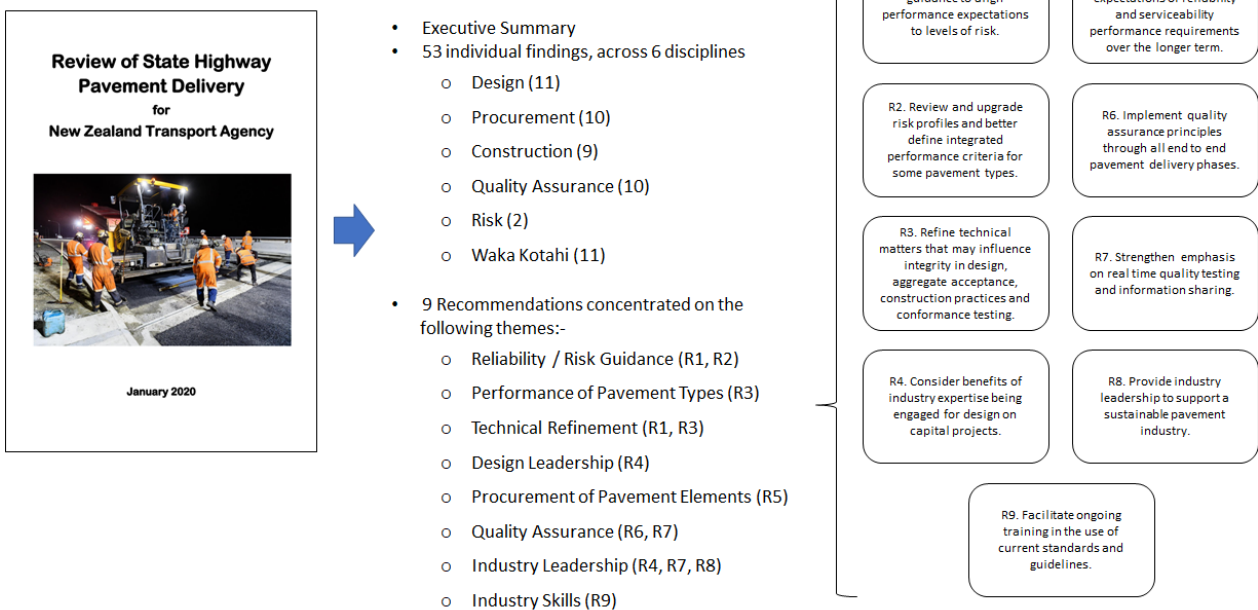 Review of State Highway
Pavement Delivery
for
New Zealand Transport Agency
January 2020
• Executive Summary
• 53 individual findings, across 6 disciplines
o Design (11)
o Procurement (10)
o Construction (9)
o Quality Assurance (10)
o Risk (2)
o Waka Kotahi (11)
• 9 Recommendations concentrated on the
following themes:-
o Reliability / Risk Guidance (R1, R2)
o Performance of Pavement Types (R3)
o Technical Refinement (R1, R3)
o Design Leadership (R4)
o Procurement of Pavement Elements (R5)
o Quality Assurance (R6, R7)
o Industry Leadership (R4, R7, R8)
o Industry Skills (R9)
guidance to align
performance expectations
to levels of risk.
R2. Review and upgrade
risk profiles and better
define integrated
performance criteria for
some pavement types.
R3. Refine technical
matters that may influence
integrity in design,
aggregate acceptance,
construction practices and
conformance testing.
R4. Consider benefits of
industry expertise being
engaged for design on
capital projects.
expectations of reliability
and serviceability
performance requirements
over the longer term.
R6. Implement quality
assurance principles
through all end to end
pavement delivery phases.
R7. Strengthen emphasis
on real time quality testing
and information sharing.
R8. Provide industry
leadership to support a
sustainable pavement
industry.
R9. Facilitate ongoing
training in the use of
current standards and
guidelines.